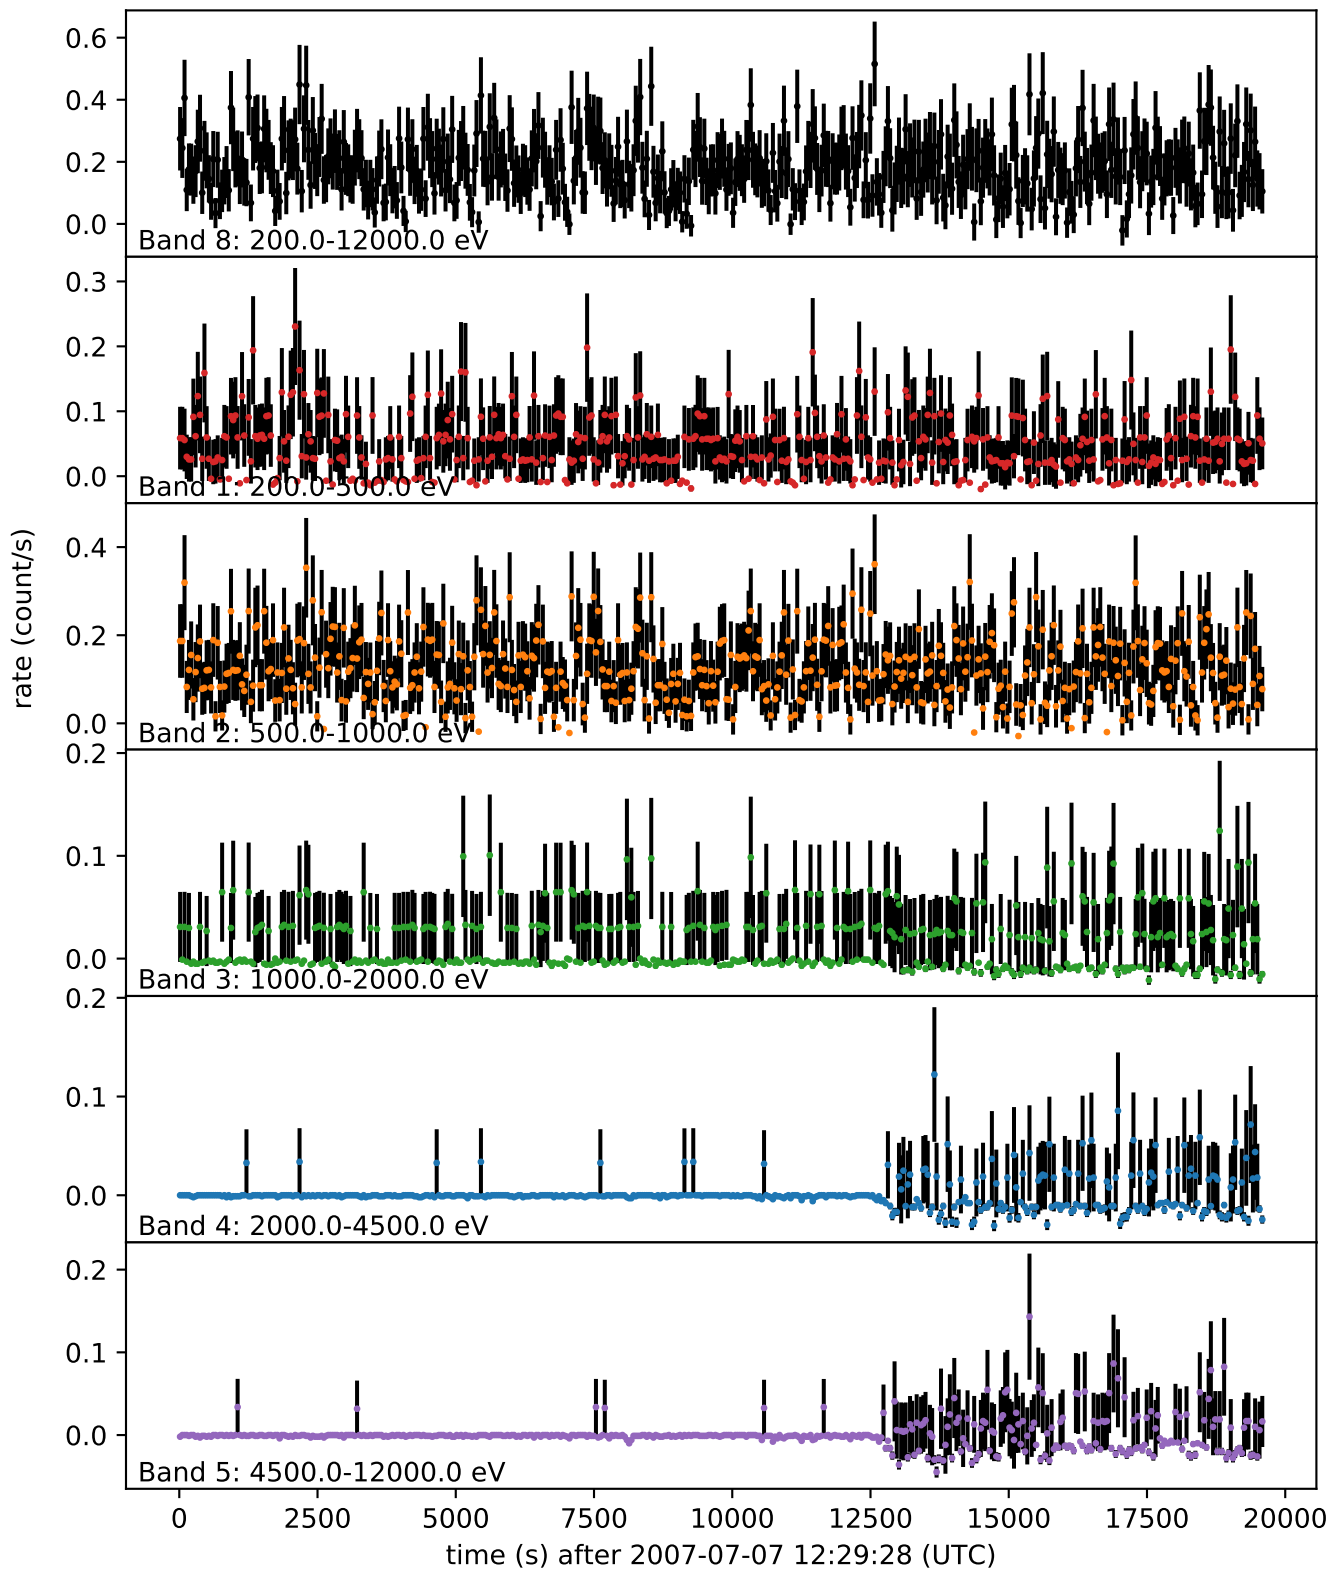 0.6
0.4
0.2
0.0
Band 8: 200.0-12000.0 eV
0.3
0.2
0.1
0.0
Band 1: 200.0-500.0 eV
rate (count/s)
0.4
0.2
0.0
Band 2: 500.0-1000.0 eV
0.2
0.1
0.0
Band 3: 1000.0-2000.0 eV
0.2
0.1
0.0
Band 4: 2000.0-4500.0 eV
0.2
0.1
0.0
Band 5: 4500.0-12000.0 eV
0 2500 5000 7500 10000 12500 15000 17500 20000
time (s) after 2007-07-07 12:29:28 (UTC)